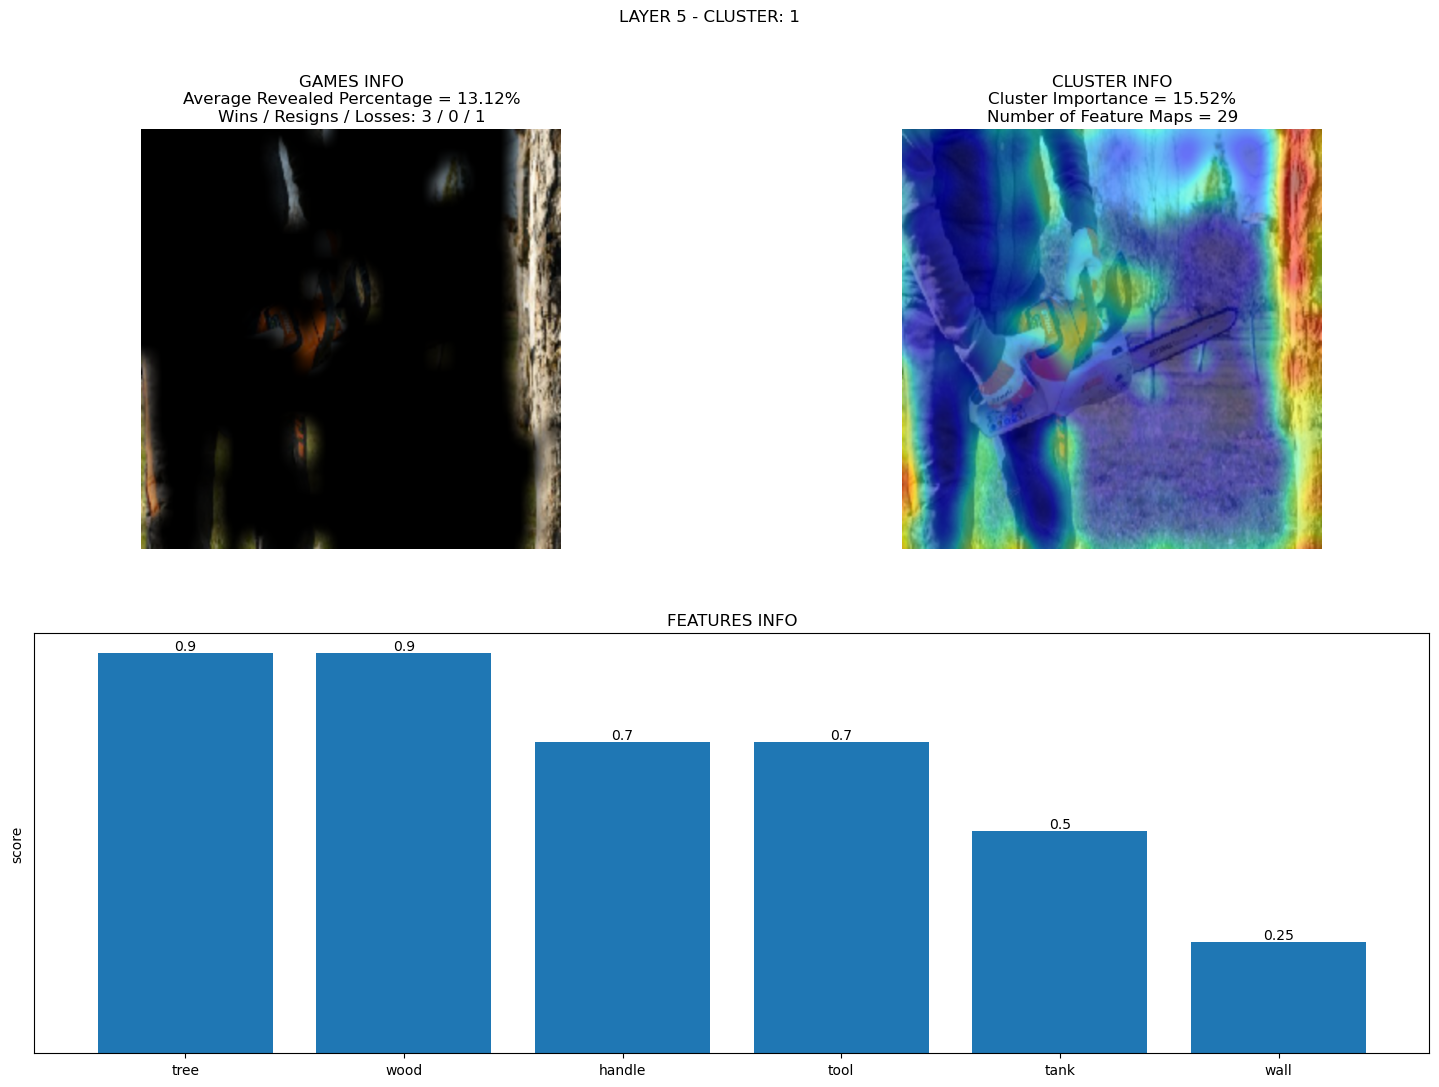 LAYER 5 - CLUSTER: 1
GAMES INFO
Average Revealed Percentage = 13.12%
Wins / Resigns / Losses: 3 / 0 / 1
CLUSTER INFO
Cluster Importance = 15.52%
Number of Feature Maps = 29
FEATURES INFO
score
0.9
0.9
0.7
0.7
0.5
0.25
tree
wood
handle
tool
tank
wall